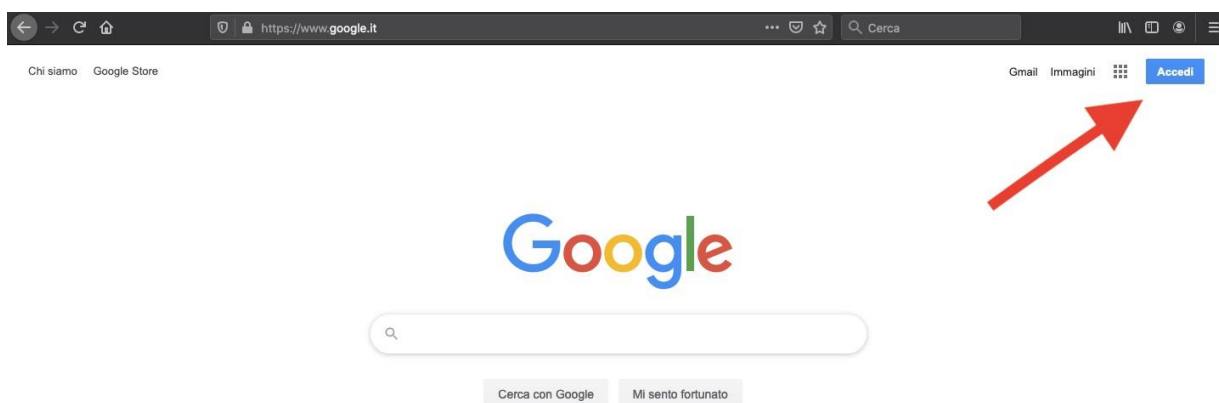 https://www.google.it
Cerca
Chi siamo Google Store
Gmail Immagini Accedi
Google
Cerca con Google Mi sento fortunato